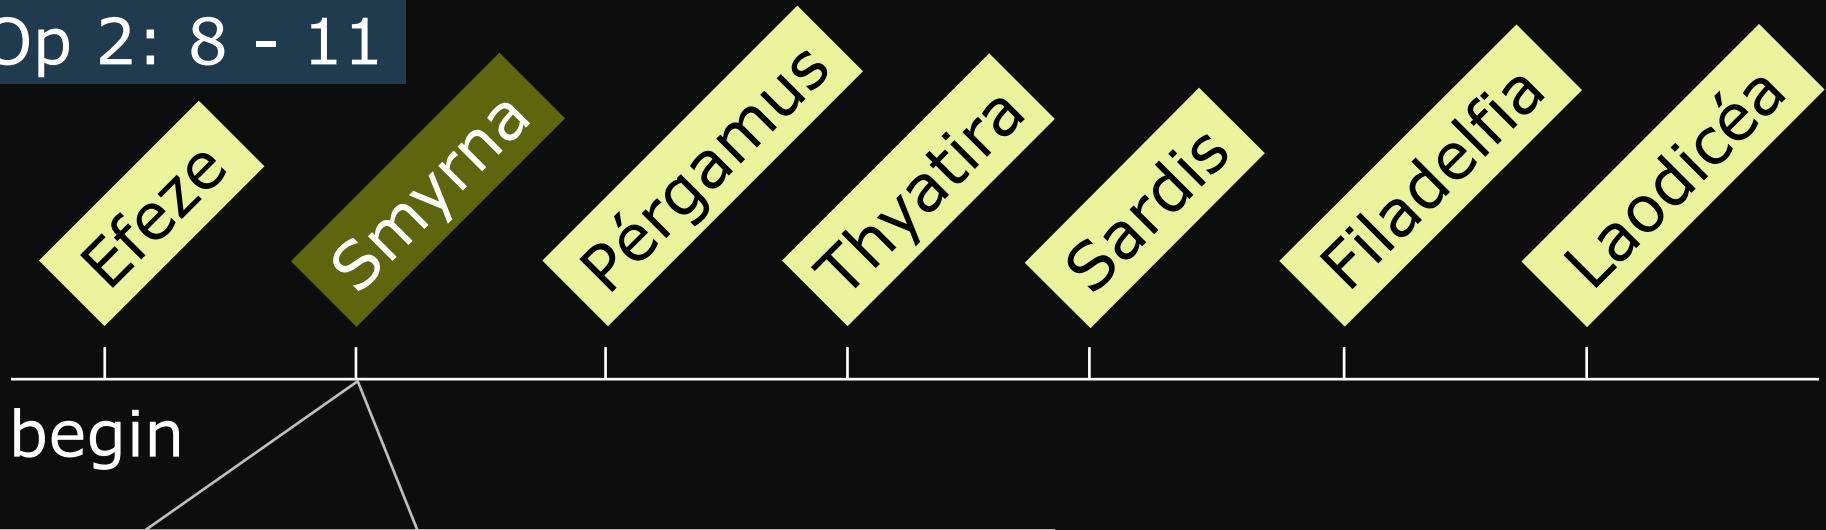 Op 2: 8 - 11
Efeze
Smyrna
Pérgamus
Thyatira
Sardis
Filadelfia
Laodicéa
begin